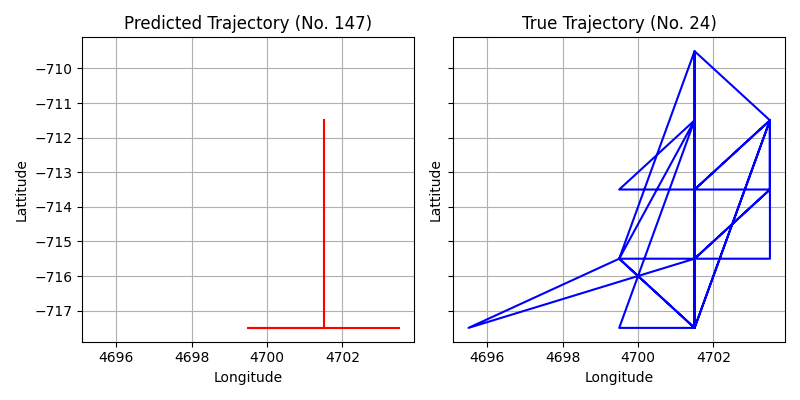 Predicted Trajectory (No. 147)
True Trajectory (No. 24)
−710
−711
−712
−713
−714
−715
−716
−717
Lattitude
Lattitude
4696
4698
4700
4702
4696
4698
4700
4702
Longitude
Longitude